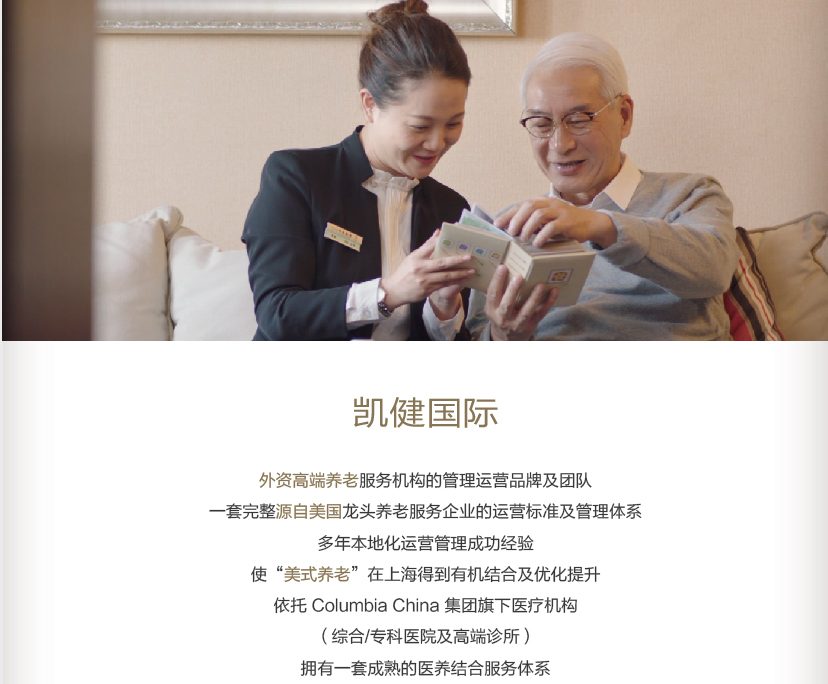 凯健国际
外资高端养老服务机构的管理运营品牌及团队
一套完整源自美国龙头养老服务企业的运营标准及管理体系
多年本地化运营管理成功经验
使“美式养老”在上海得到有机结合及优化提升
依托 Columbia China 集团旗下医疗机构
（综合/专科医院及高端诊所）
拥有一套成熟的医养结合服务体系